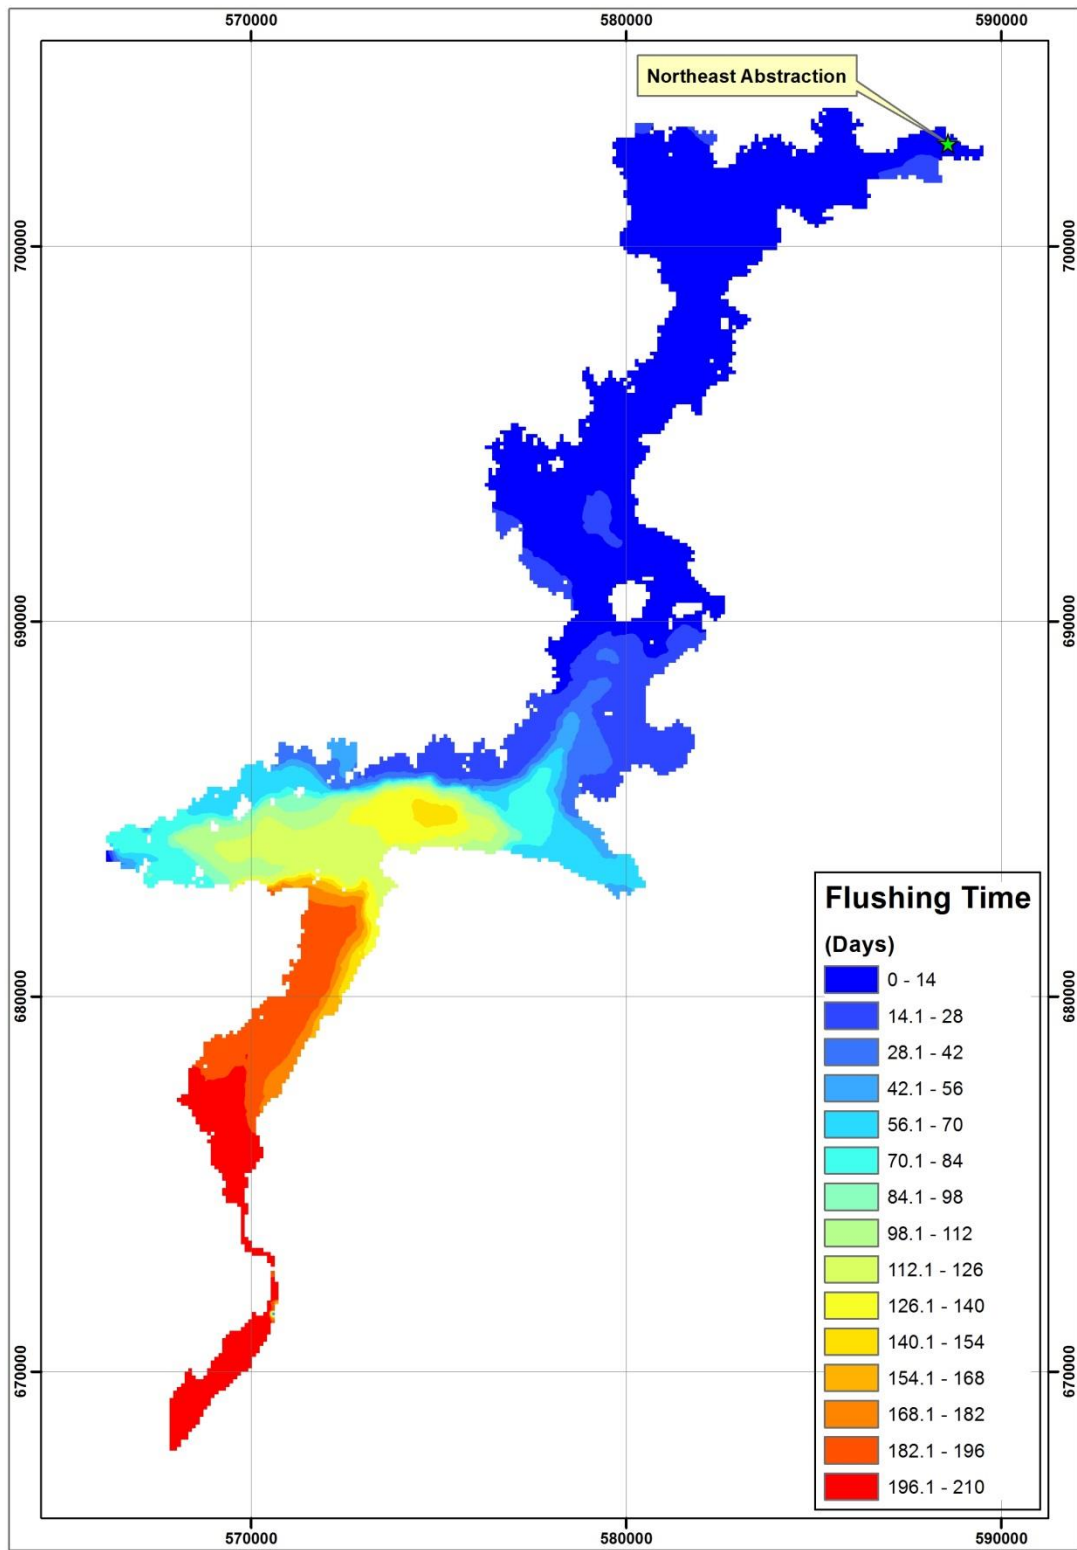 570000 580000 590000
Northeast Abstraction
700000 700000
690000 690000
Flushing Time
(Days)
0 - 14
680000 680000
14.1 - 28
28.1 - 42
42.1 - 56
56.1 - 70
70.1 - 84
84.1 - 98
98.1 - 112
112.1 - 126
126.1 - 140
140.1 - 154
670000 670000
154.1 - 168
168.1 - 182
182.1 - 196
196.1 - 210
570000 580000 590000